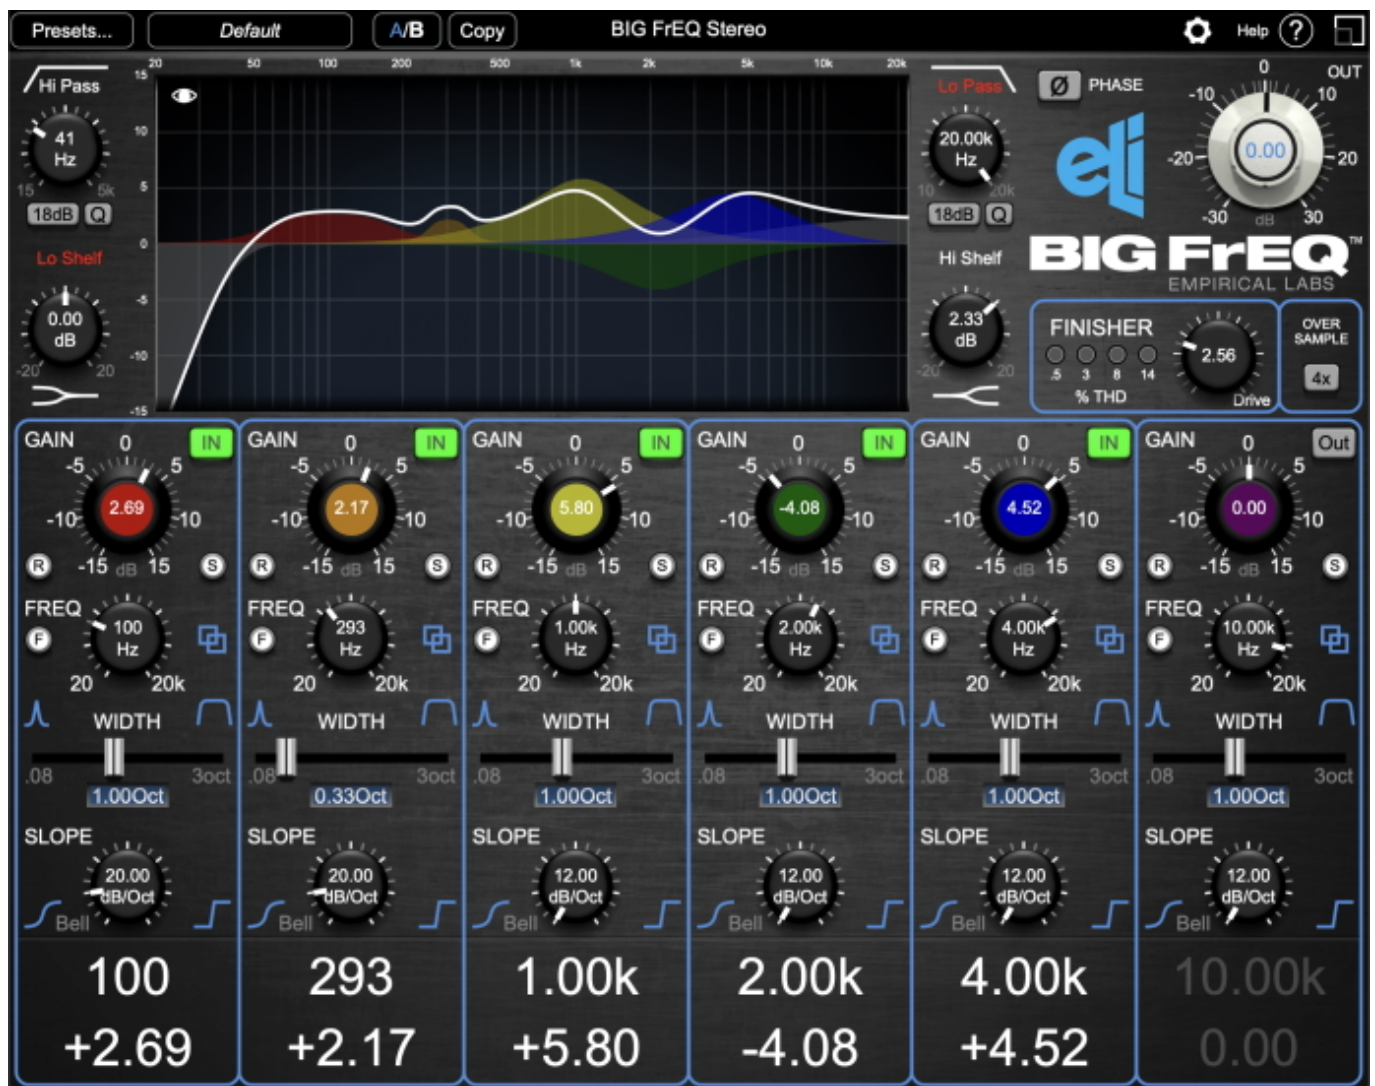 Presets... Default A/B Copy BIG FrEQ Stereo Help ?
20 50 100 200 500 1k 2k 5k 10k 20k
15
10
5
0
-5
-10
-15
Hi Pass
41
Hz
15 5k
18dB Q
Lo Shelf
0.00
dB
-20 20
Lo Pass
20.00k
Hz
10 20k
18dB Q
Hi Shelf
2.33
dB
-20 20
Ø PHASE
0 OUT
-10 10
-20 0.00 20
-30 dB 30
eli
BIG FrEQ™
EMPIRICAL LABS
FINISHER
.5 3 8 14
% THD
2.56
Drive
OVER
SAMPLE
4x
GAIN 0 IN
-5 5
2.69
-10 10
R -15 dB 15 S
FREQ
F 100
Hz
20 20k
WIDTH
.08 3oct
1.00Oct
SLOPE
20.00
dB/Oct
Bell
100
+2.69
GAIN 0 IN
-5 5
2.17
-10 10
R -15 dB 15 S
FREQ
F 293
Hz
20 20k
WIDTH
.08 3oct
0.33Oct
SLOPE
20.00
dB/Oct
Bell
293
+2.17
GAIN 0 IN
-5 5
5.80
-10 10
R -15 dB 15 S
FREQ
F 1.00k
Hz
20 20k
WIDTH
.08 3oct
1.00Oct
SLOPE
12.00
dB/Oct
Bell
1.00k
+5.80
GAIN 0 IN
-5 5
-4.08
-10 10
R -15 dB 15 S
FREQ
F 2.00k
Hz
20 20k
WIDTH
.08 3oct
1.00Oct
SLOPE
12.00
dB/Oct
Bell
2.00k
-4.08
GAIN 0 IN
-5 5
4.52
-10 10
R -15 dB 15 S
FREQ
F 4.00k
Hz
20 20k
WIDTH
.08 3oct
1.00Oct
SLOPE
12.00
dB/Oct
Bell
4.00k
+4.52
GAIN 0 Out
-5 5
0.00
-10 10
R -15 dB 15 S
FREQ
F 10.00k
Hz
20 20k
WIDTH
.08 3oct
1.00Oct
SLOPE
12.00
dB/Oct
Bell
10.00k
0.00